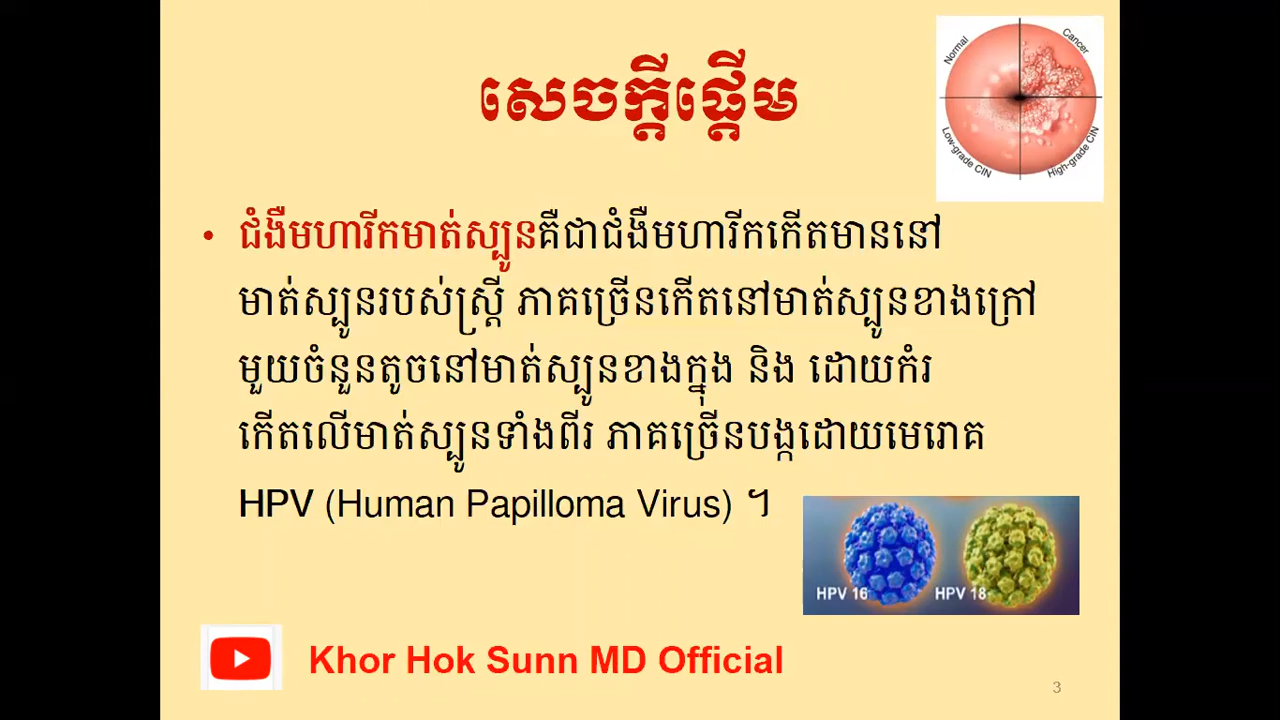 សេចក្តីផ្តើម
Normal
Cancer
Low-grade CIN
High-grade CIN
• ជំងឺមហារីកមាត់ស្បូនគឺជាជំងឺមហារីកកើតមាននៅ
មាត់ស្បូនរបស់ស្ត្រី ភាគច្រើនកើតនៅមាត់ស្បូនខាងក្រៅ
មួយចំនួនតូចនៅមាត់ស្បូនខាងក្នុង និង ដោយកំរ
កើតលើមាត់ស្បូនទាំងពីរ ភាគច្រើនបង្កដោយមេរោគ
HPV (Human Papilloma Virus) ។
HPV 16 HPV 18
Khor Hok Sunn MD Official
3